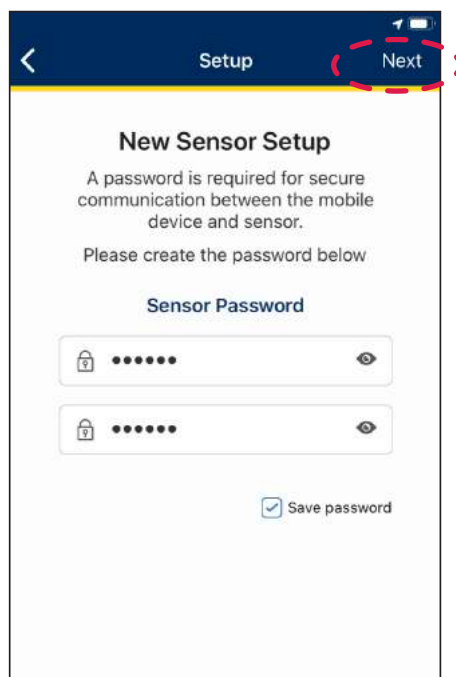 Setup
Next
New Sensor Setup
A password is required for secure
communication between the mobile
device and sensor.
Please create the password below
Sensor Password
••••••
••••••
Save password